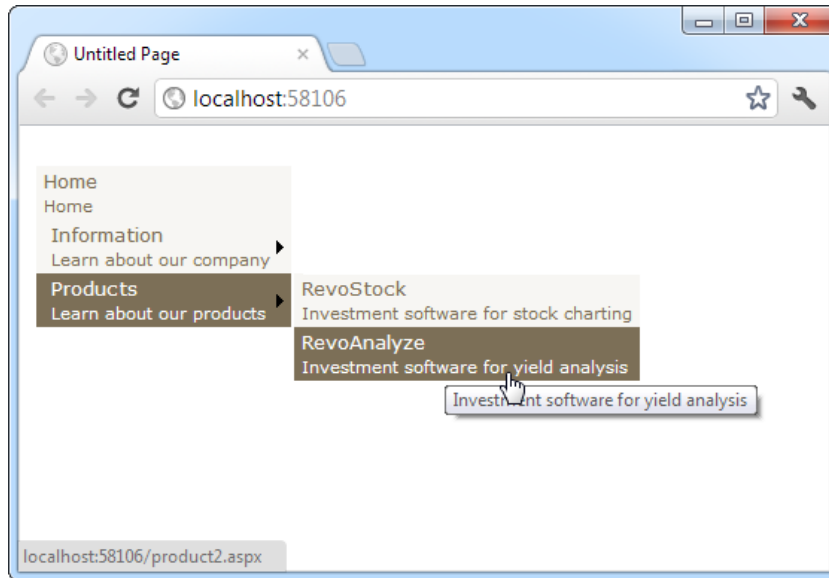 Untitled Page
localhost:58106
Home
Home
Information
Learn about our company
Products
Learn about our products
RevoStock
Investment software for stock charting
RevoAnalyze
Investment software for yield analysis
Investment software for yield analysis
localhost:58106/product2.aspx